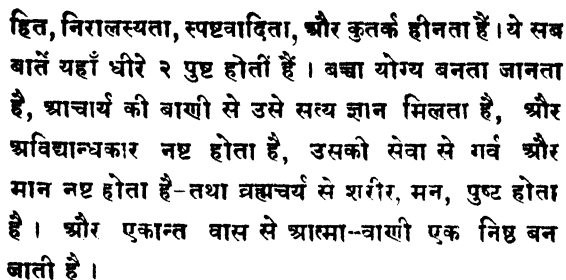 हित, निरालस्यता, स्पष्टवादिता, और कुतर्क हीनता हैं। ये सब
बातें यहाँ धीरे २ पुष्ट होतीं हैं । बच्चा योग्य बनता जानता
है, आचार्य की बाणी से उसे सत्य ज्ञान मिलता है, और
अविद्यान्धकार नष्ट होता है, उसकी सेवा से गर्व और
मान नष्ट होता है-तथा व्रह्मचर्य से शरीर, मन, पुष्ट होता
है । और एकान्त वास से आत्मा--वाणी एक निष्ठ बन
जाती है ।